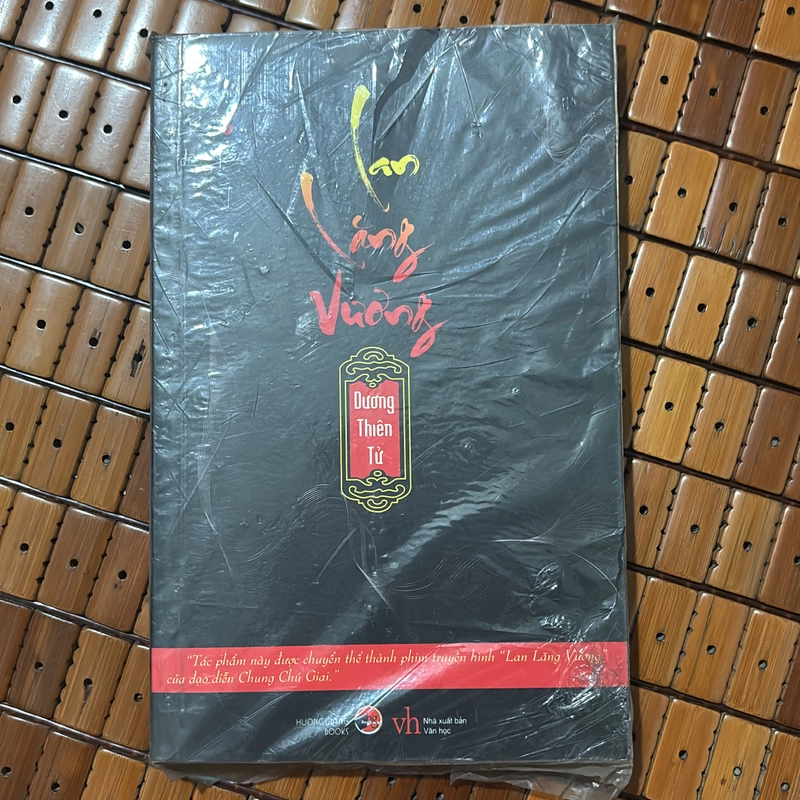 Lan
Lăng
Vương
Dương
Thiên
Tử
"Tác phẩm này được chuyển thể thành phim truyền hình "Lan Lăng Vương"
của đạo diễn Chung Chú Giai."
HUONGGIANG
BOOKS
vh
Nhà xuất bản
Văn học